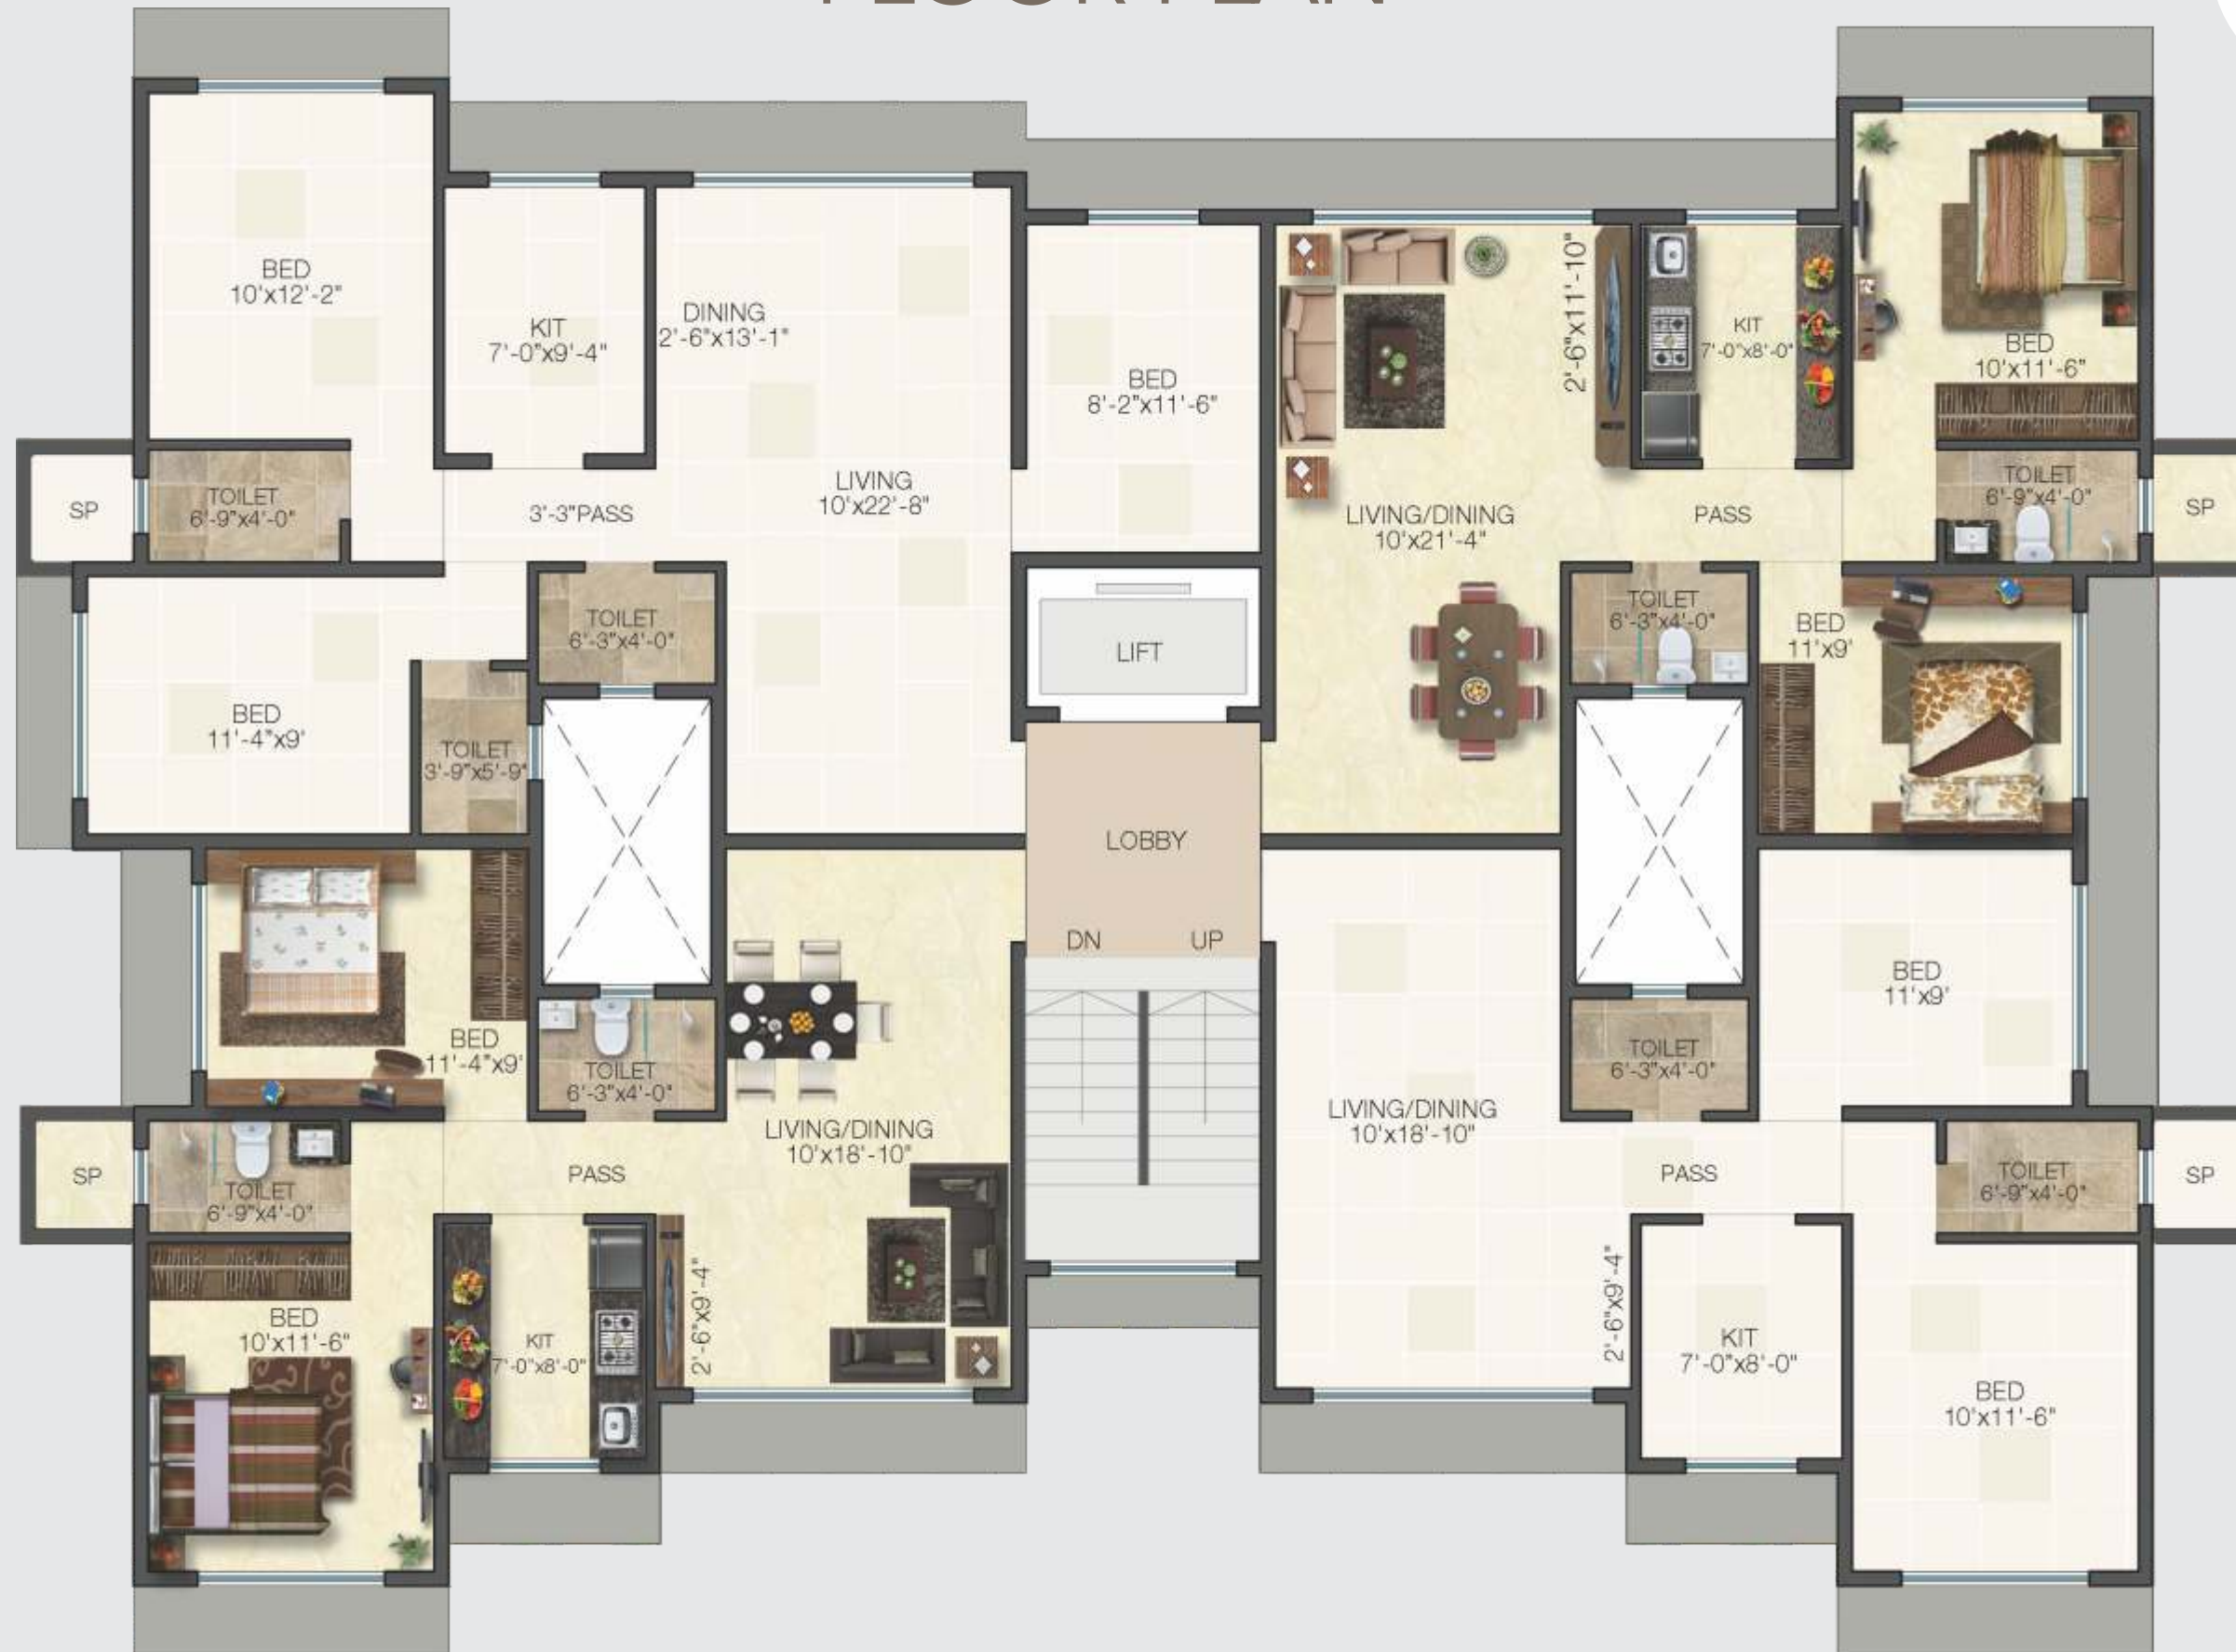 FLOOR PLAN
BED
10'x12'-2"
KIT
7'-0"x9'-4"
DINING
2'-6"x13'-1"
BED
8'-2"x11'-6"
2'-6"x11'-10"
KIT
7'-0"x8'-0"
BED
10'x11'-6"
SP
TOILET
6'-9"x4'-0"
3'-3"PASS
LIVING
10'x22'-8"
LIVING/DINING
10'x21'-4"
PASS
TOILET
6'-9"x4'-0"
SP
TOILET
6'-3"x4'-0"
LIFT
TOILET
6'-3"x4'-0"
BED
11'x9'
BED
11'-4"x9'
TOILET
3'-9"x5'-9"
LOBBY
DN
UP
BED
11'-4"x9'
TOILET
6'-3"x4'-0"
TOILET
6'-3"x4'-0"
BED
11'x9'
LIVING/DINING
10'x18'-10"
LIVING/DINING
10'x18'-10"
SP
TOILET
6'-9"x4'-0"
PASS
PASS
TOILET
6'-9"x4'-0"
SP
BED
10'x11'-6"
KIT
7'-0"x8'-0"
2'-6"x9'-4"
2'-6"x9'-4"
KIT
7'-0"x8'-0"
BED
10'x11'-6"